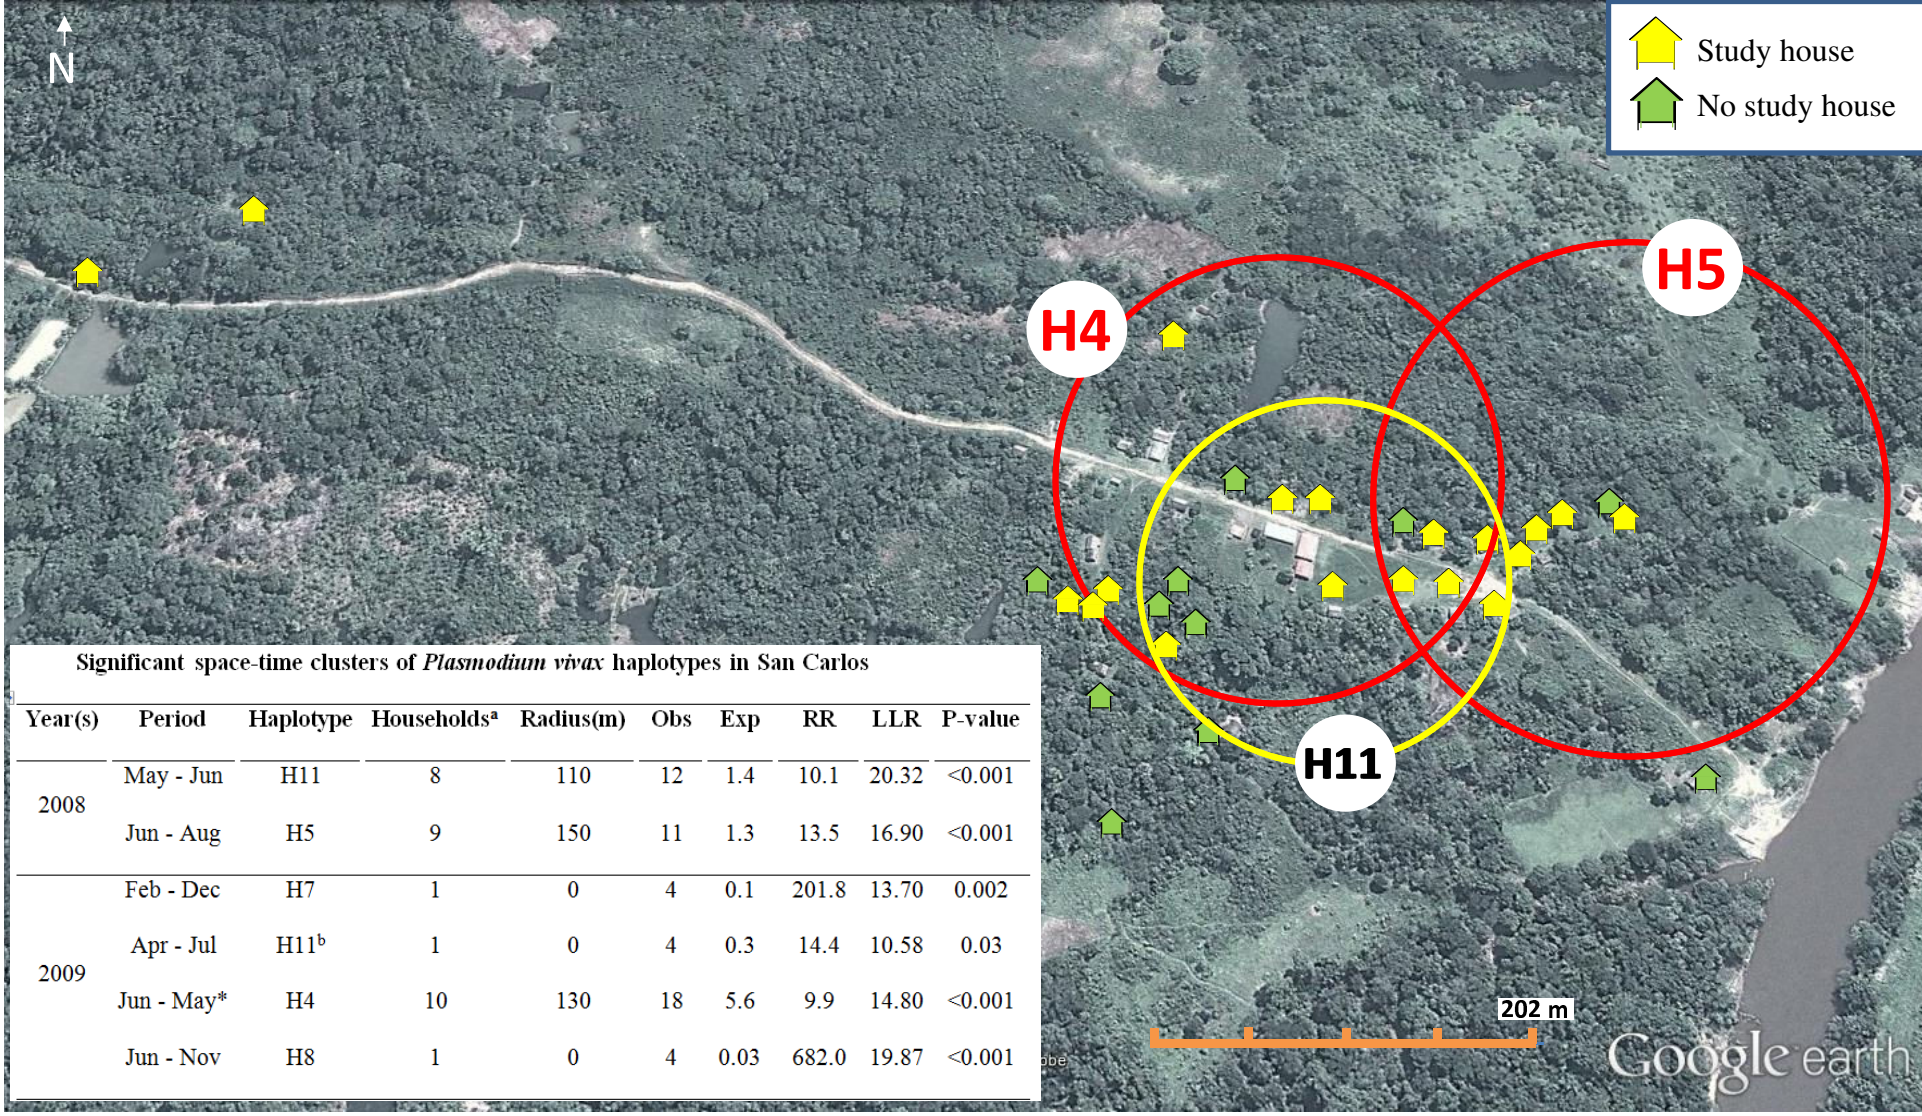 N
Study house
No study house
H5
H4
H11
Significant space-time clusters of Plasmodium vivax haplotypes in San Carlos
Year(s) Period Haplotype Householdsª Radius(m) Obs Exp RR LLR P-value
2008
May - Jun H11 8 110 12 1.4 10.1 20.32 <0.001
Jun - Aug H5 9 150 11 1.3 13.5 16.90 <0.001
2009
Feb - Dec H7 1 0 4 0.1 201.8 13.70 0.002
Apr - Jul H11ᵇ 1 0 4 0.3 14.4 10.58 0.03
Jun - May* H4 10 130 18 5.6 9.9 14.80 <0.001
Jun - Nov H8 1 0 4 0.03 682.0 19.87 <0.001
202 m
Google earth